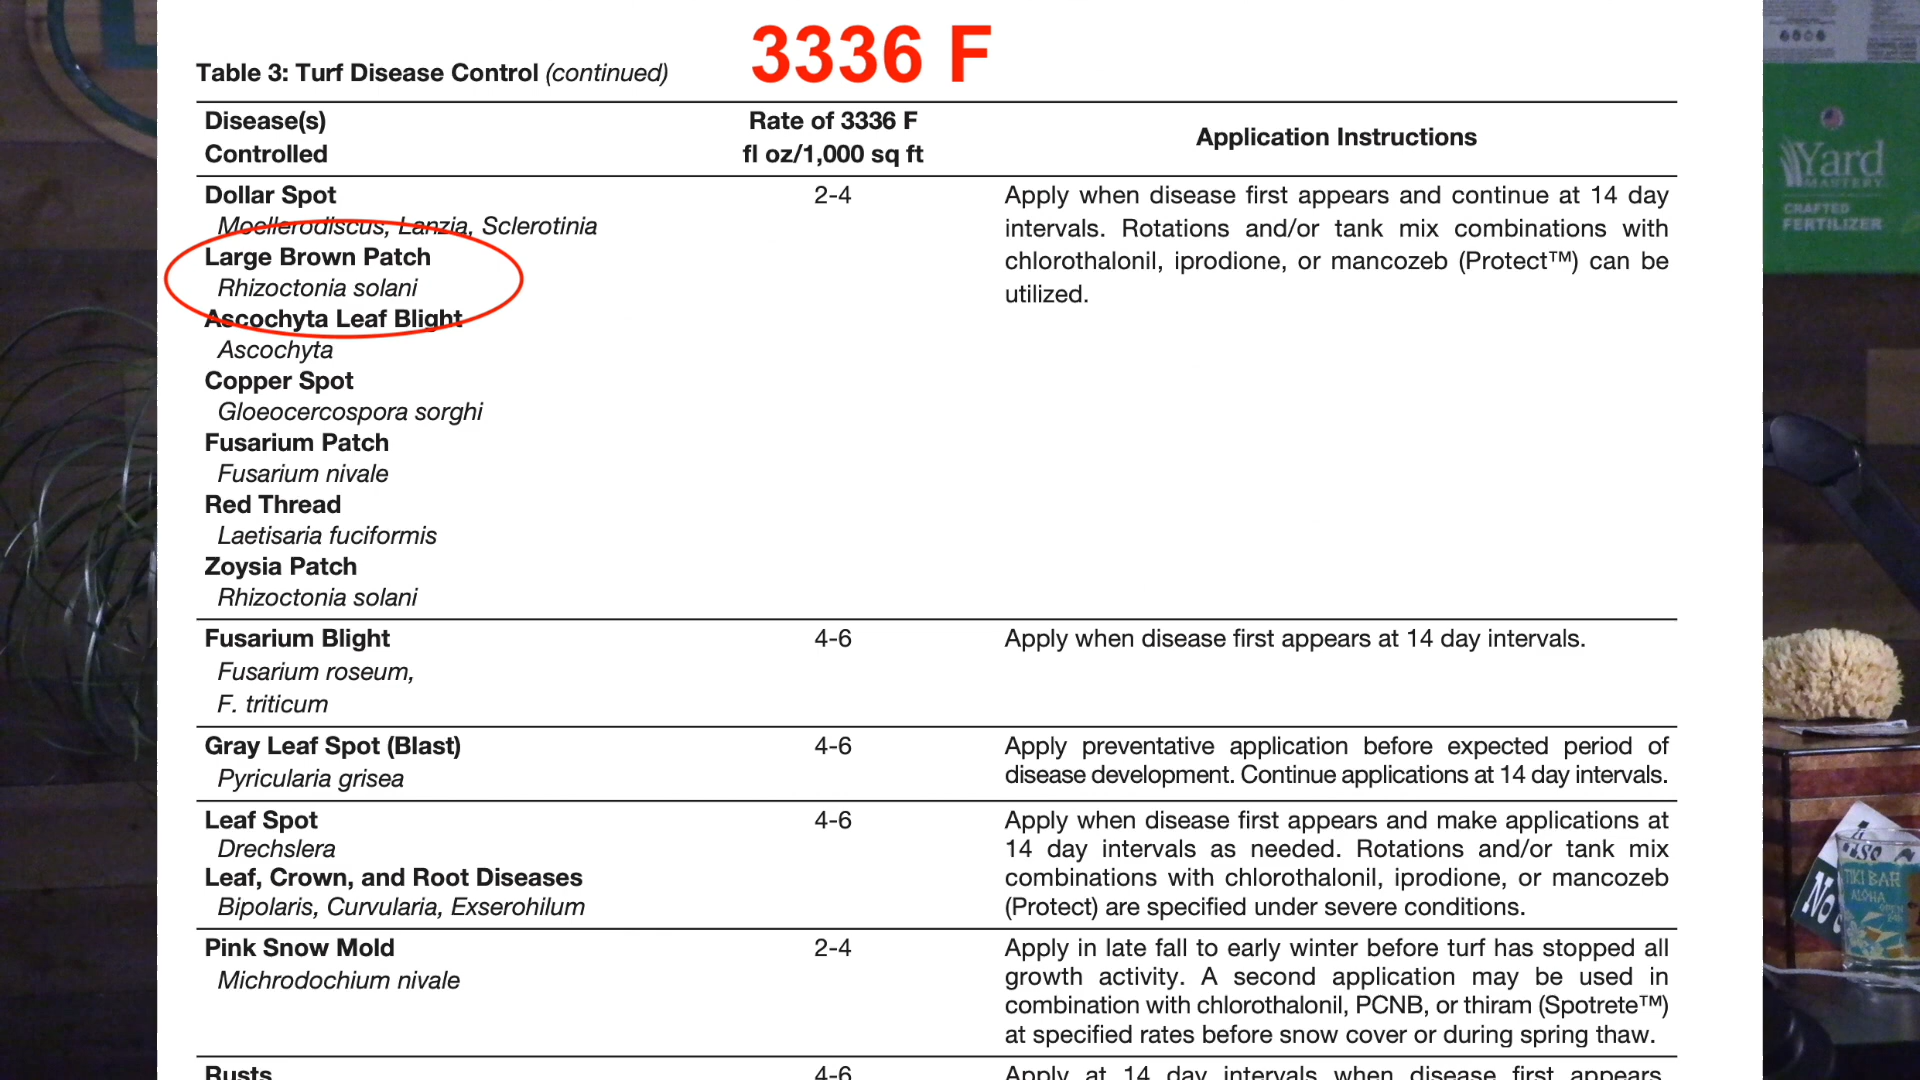 3336 F
Table 3: Turf Disease Control (continued)
Disease(s)
Controlled
Rate of 3336 F
fl oz/1,000 sq ft
Application Instructions
Dollar Spot
Moellerodiscus, Lanzia, Sclerotinia
Large Brown Patch
Rhizoctonia solani
Ascochyta Leaf Blight
Ascochyta
Copper Spot
Gloeocercospora sorghi
Fusarium Patch
Fusarium nivale
Red Thread
Laetisaria fuciformis
Zoysia Patch
Rhizoctonia solani
2-4
Apply when disease first appears and continue at 14 day
intervals. Rotations and/or tank mix combinations with
chlorothalonil, iprodione, or mancozeb (Protect™) can be
utilized.
Fusarium Blight
Fusarium roseum,
F. triticum
4-6
Apply when disease first appears at 14 day intervals.
Gray Leaf Spot (Blast)
Pyricularia grisea
4-6
Apply preventative application before expected period of
disease development. Continue applications at 14 day intervals.
Leaf Spot
Drechslera
Leaf, Crown, and Root Diseases
Bipolaris, Curvularia, Exserohilum
4-6
Apply when disease first appears and make applications at
14 day intervals as needed. Rotations and/or tank mix
combinations with chlorothalonil, iprodione, or mancozeb
(Protect) are specified under severe conditions.
Pink Snow Mold
Michrodochium nivale
2-4
Apply in late fall to early winter before turf has stopped all
growth activity. A second application may be used in
combination with chlorothalonil, PCNB, or thiram (Spotrete™)
at specified rates before snow cover or during spring thaw.
Rusts
4-6
Apply at 14 day intervals when disease first appears.
Yard
MASTERY
CRAFTED
FERTILIZER
No
TIKI BAR
ALOHA
OPEN